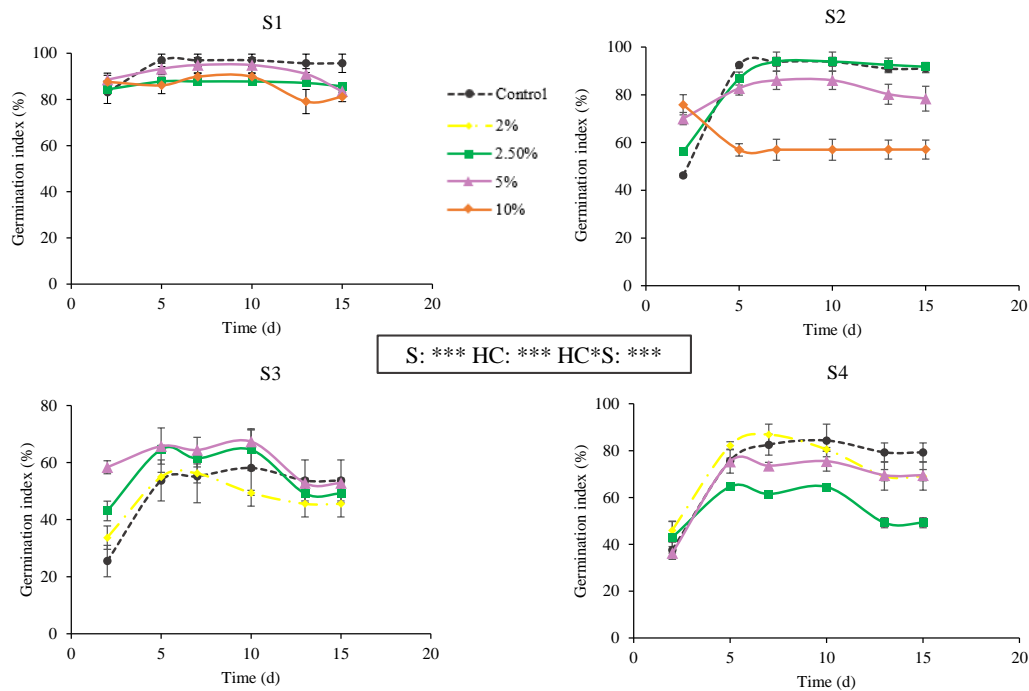 S1
Germination index (%)
100
80
60
40
20
0
0 5 10 15 20
Time (d)
Control
2%
2.50%
5%
10%
S2
Germination index (%)
100
80
60
40
20
0
0 5 10 15 20
Time (d)
S: *** HC: *** HC*S: ***
S3
Germination index (%)
80
60
40
20
0
0 5 10 15 20
Time (d)
S4
Germination index (%)
100
80
60
40
20
0
0 5 10 15 20
Time (d)